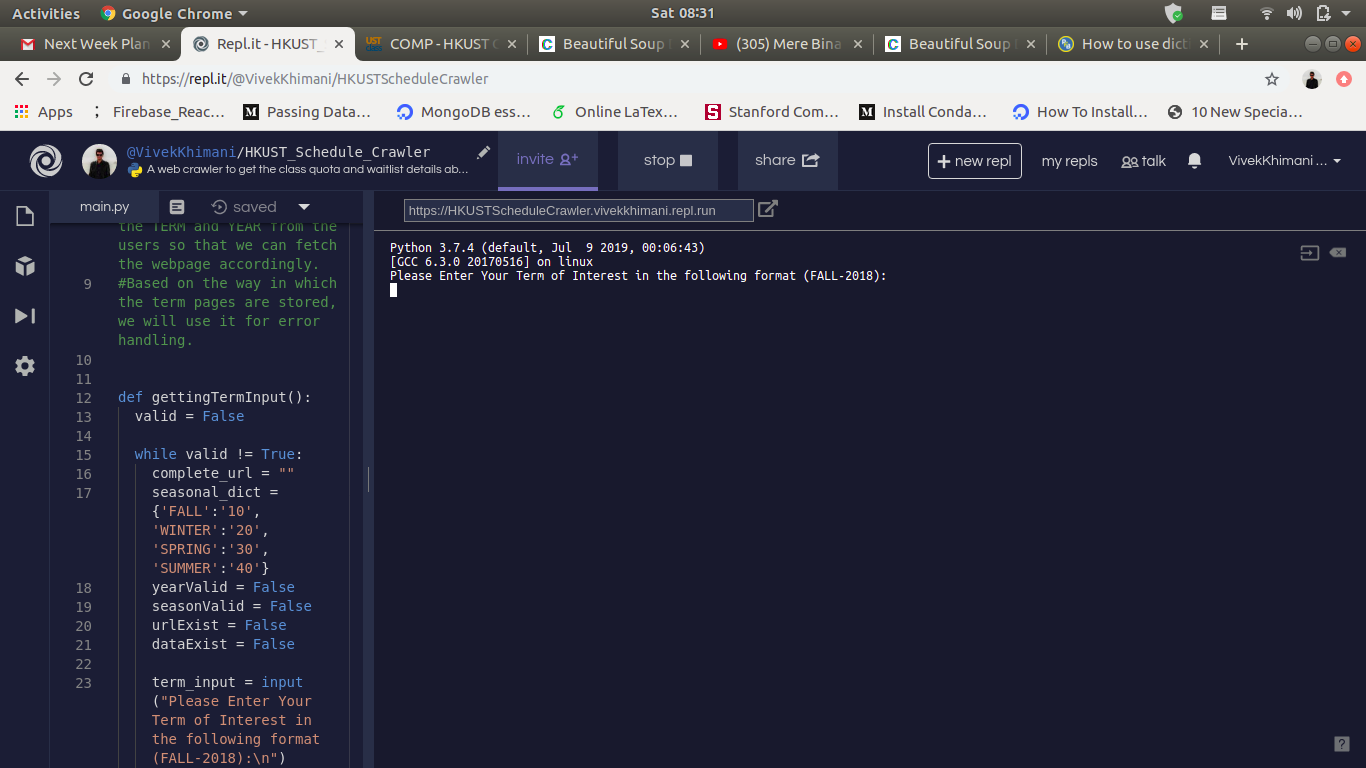 Activities Google Chrome Sat 08:31
Next Week Plan Repl.it - HKUST_ COMP - HKUST C Beautiful Soup (305) Mere Bina Beautiful Soup How to use dict
https://repl.it/@VivekKhimani/HKUSTScheduleCrawler
Apps Firebase_Reac... Passing Data... MongoDB ess... Online LaTex... Stanford Com... Install Conda... How To Install... 10 New Specia...
@VivekKhimani/HKUST_Schedule_Crawler
A web crawler to get the class quota and waitlist details ab...
invite stop share + new repl my repls talk VivekKhimani ...
main.py saved
https://HKUSTScheduleCrawler.vivekkhimani.repl.run
the TERM and YEAR from the
users so that we can fetch
the webpage accordingly.
9 #Based on the way in which
the term pages are stored,
we will use it for error
handling.
10
11
12 def gettingTermInput():
13 valid = False
14
15 while valid != True:
16 complete_url = ""
17 seasonal_dict =
{'FALL':'10',
'WINTER':'20',
'SPRING':'30',
'SUMMER':'40'}
18 yearValid = False
19 seasonValid = False
20 urlExist = False
21 dataExist = False
22
23 term_input = input
("Please Enter Your
Term of Interest in
the following format
(FALL-2018):\n")
Python 3.7.4 (default, Jul  9 2019, 00:06:43)
[GCC 6.3.0 20170516] on linux
Please Enter Your Term of Interest in the following format (FALL-2018):
?